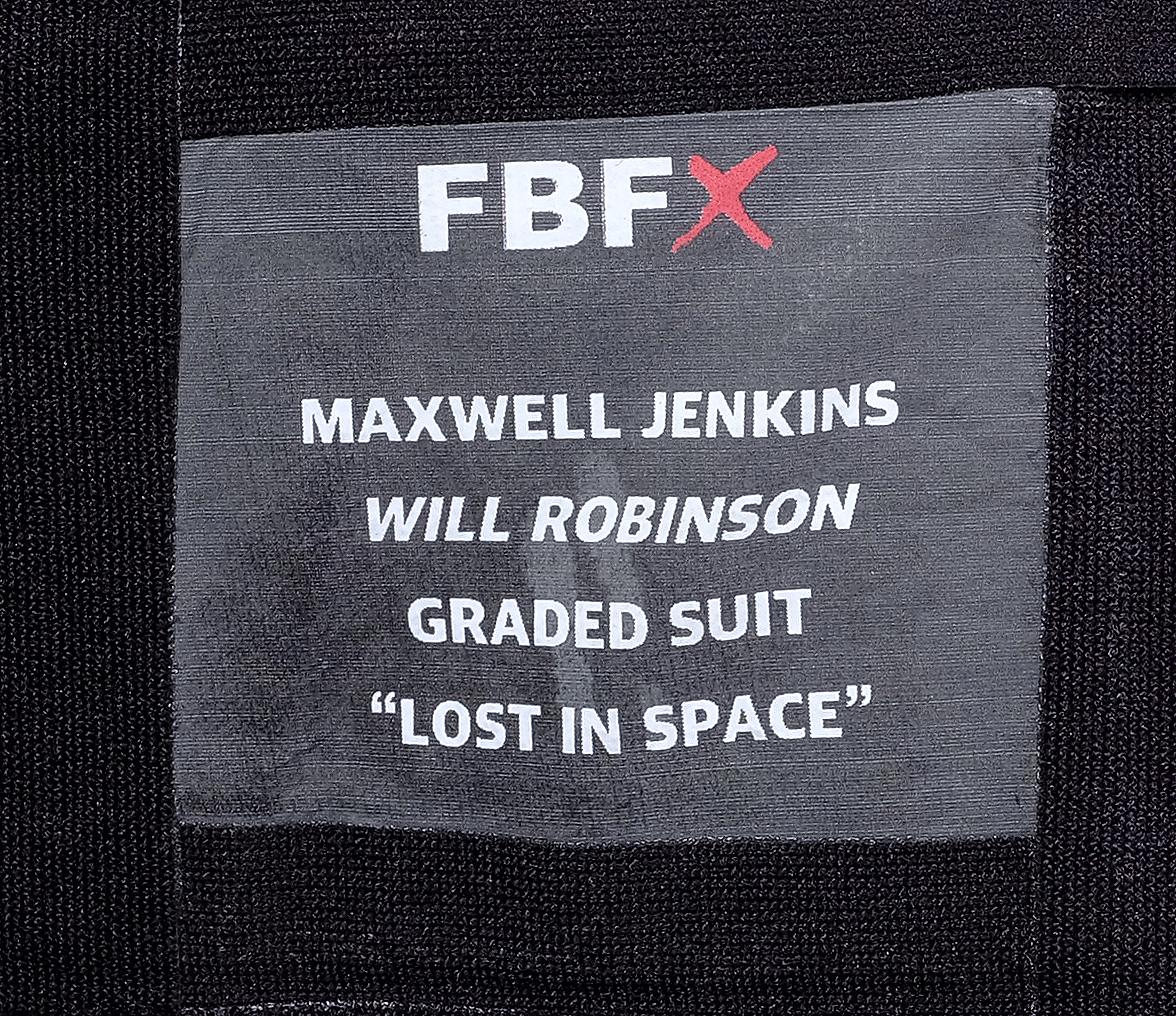 FBFX
MAXWELL JENKINS
WILL ROBINSON
GRADED SUIT
“LOST IN SPACE”